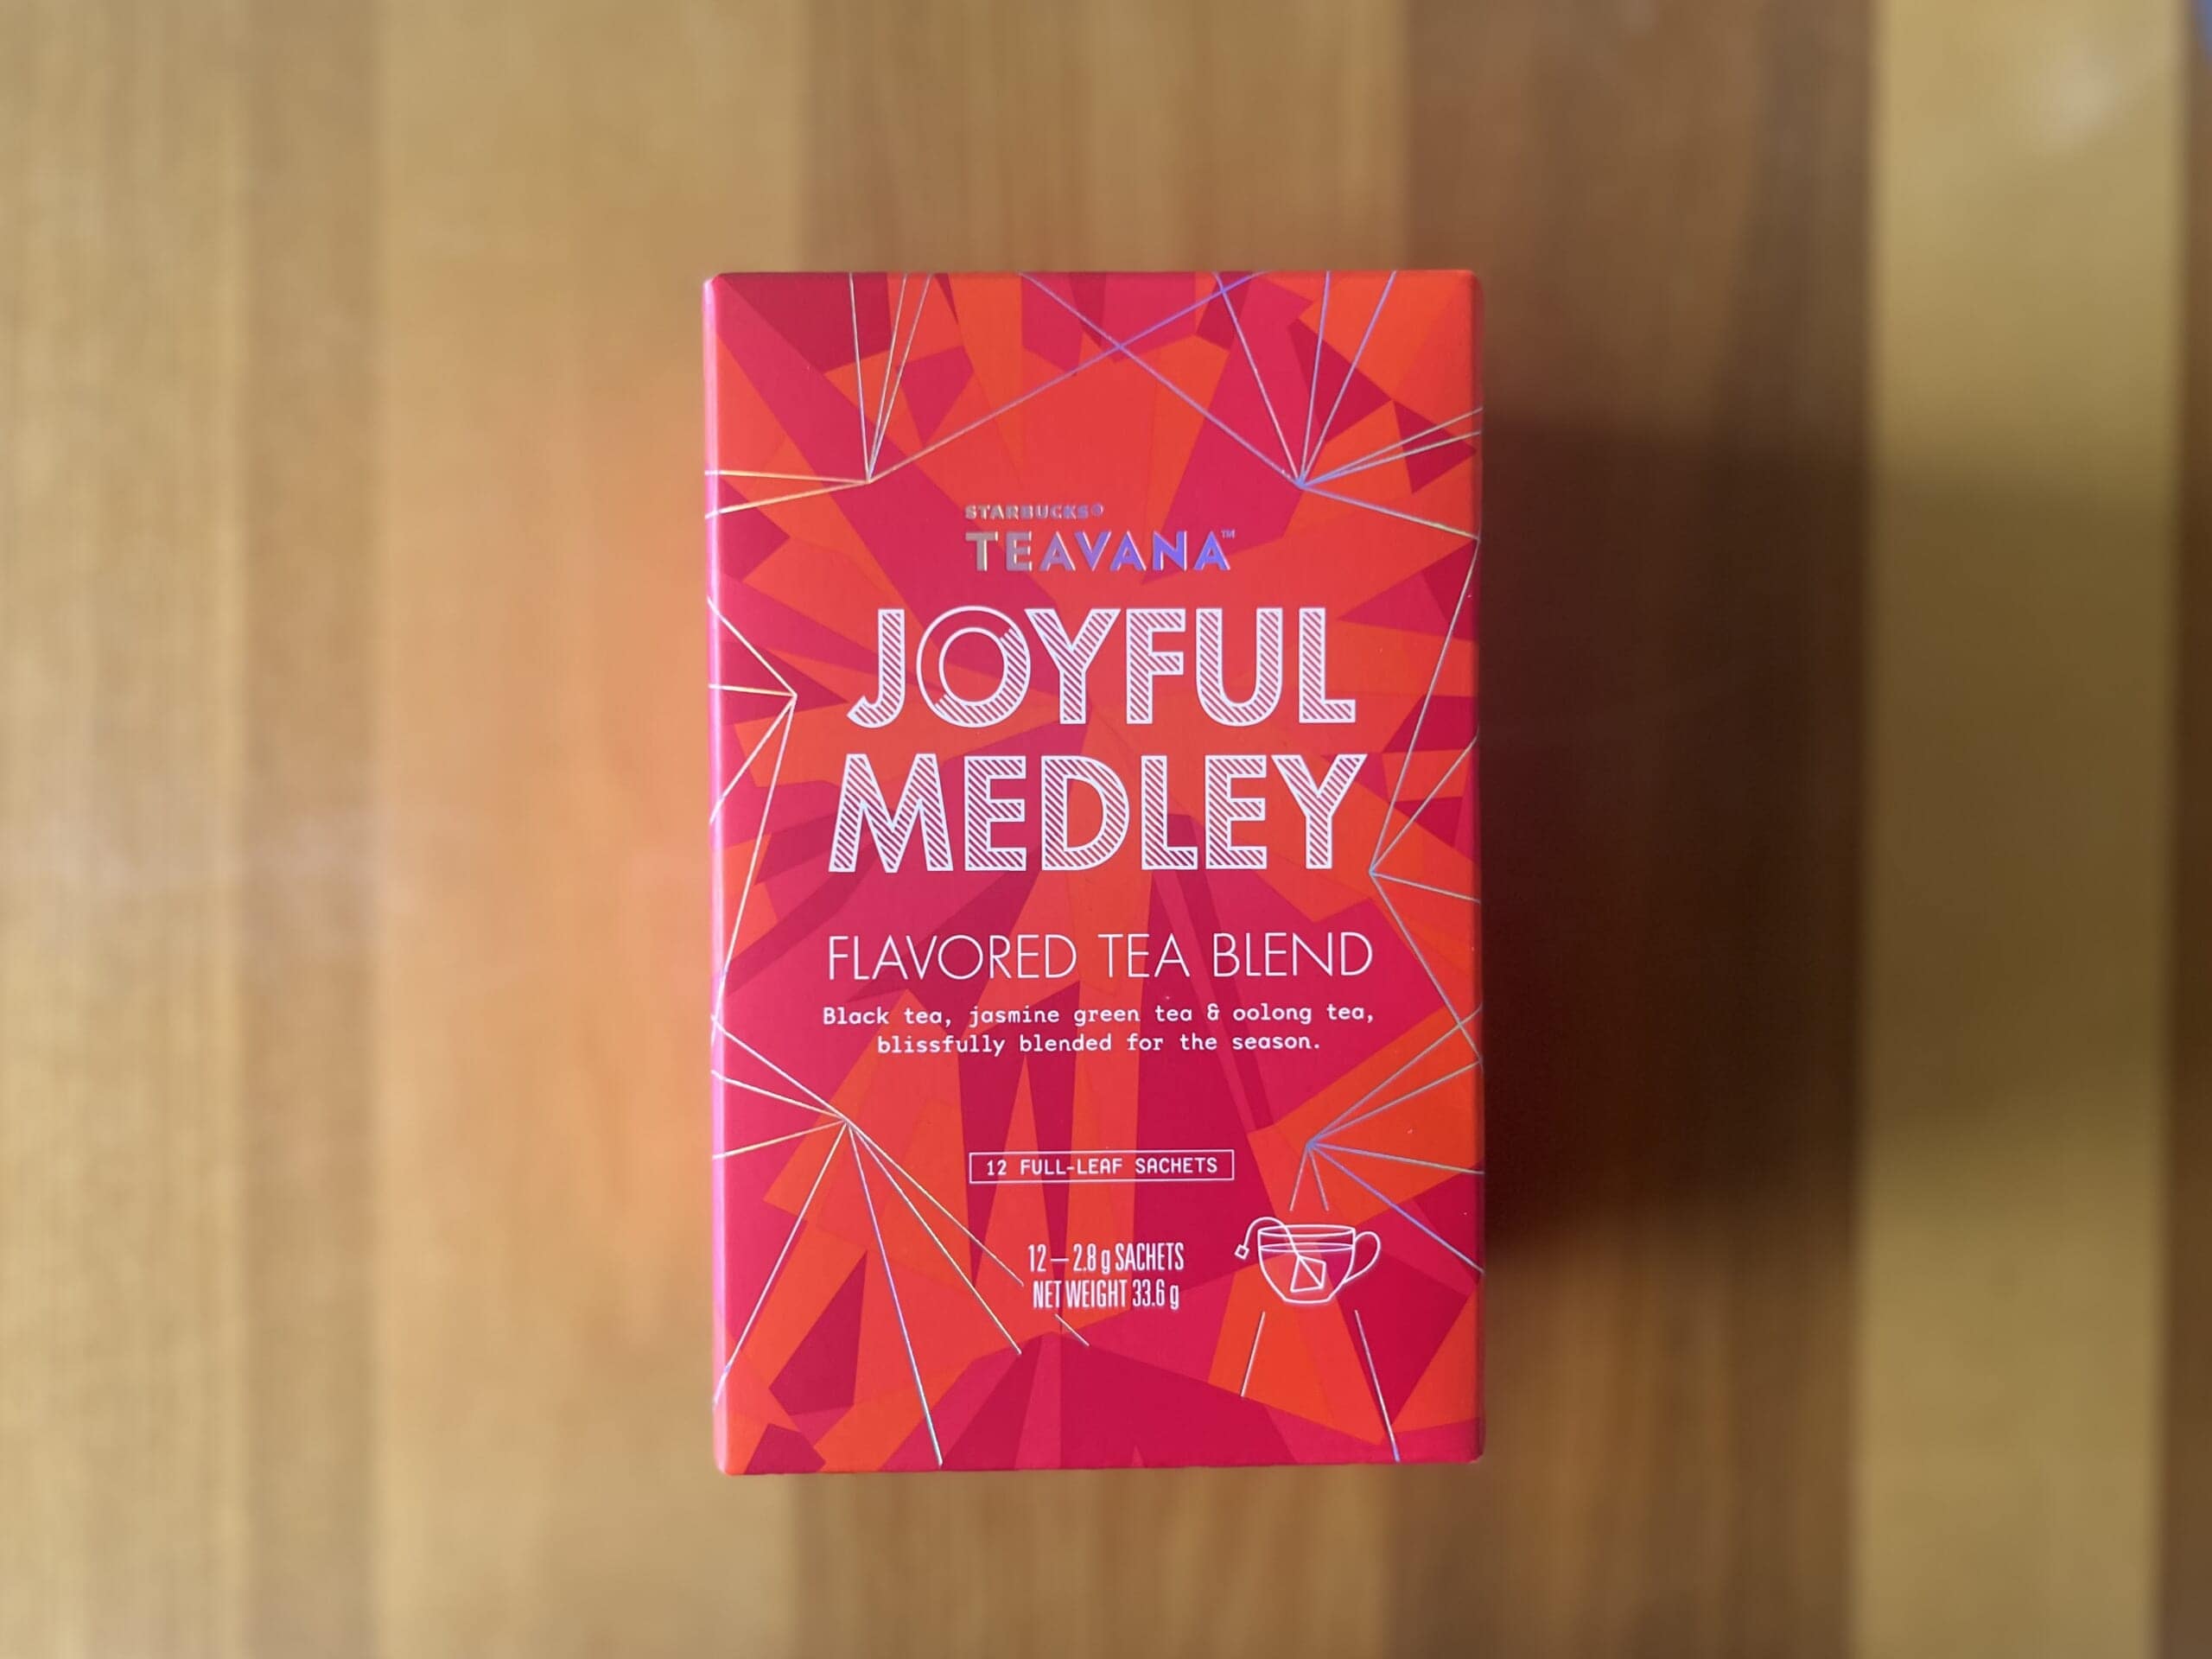 STARBUCKS®
TEAVANA™
JOYFUL
MEDLEY
FLAVORED TEA BLEND
Black tea, jasmine green tea & oolong tea,
blissfully blended for the season.
12 FULL-LEAF SACHETS
12 — 2.8 g SACHETS
NET WEIGHT 33.6 g